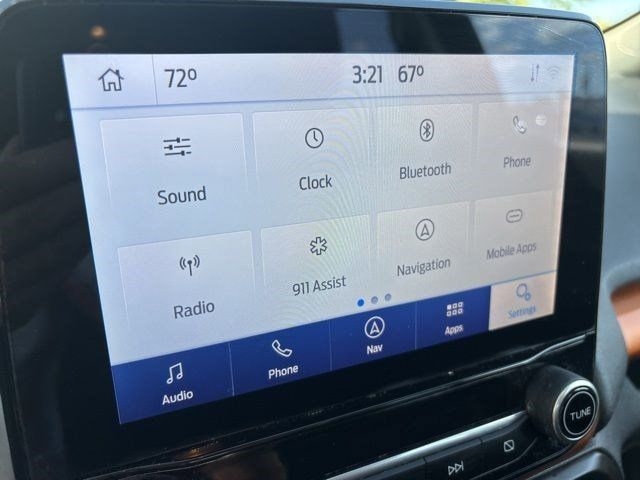 72° 3:21 67°
Sound Clock Bluetooth Phone
Radio 911 Assist Navigation Mobile Apps
Audio Phone Nav Apps Settings
TUNE